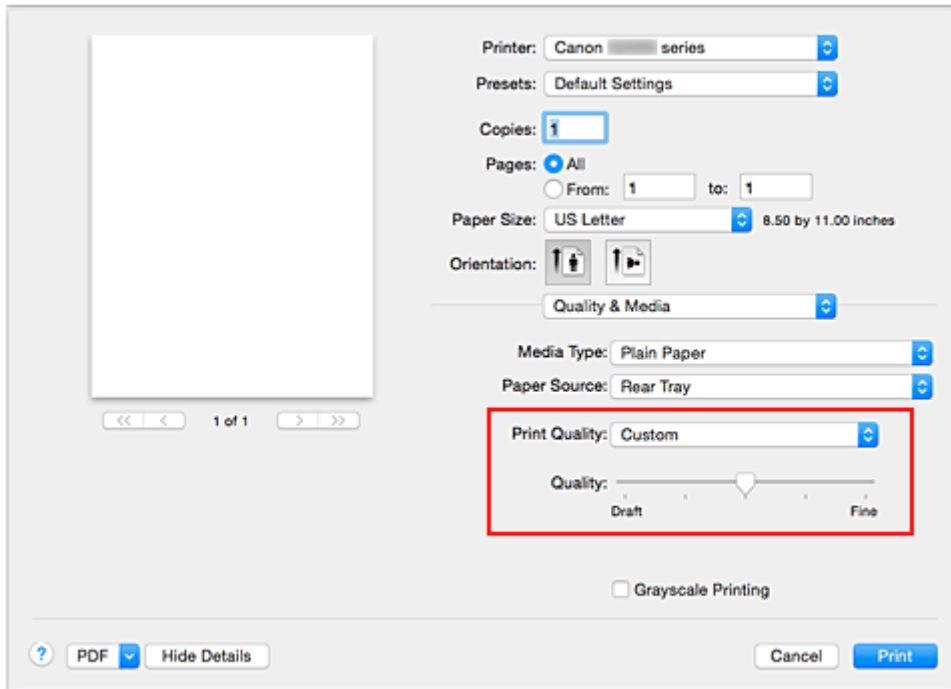 Printer: Canon series
Presets: Default Settings
Copies: 1
Pages: All
From: 1 to: 1
Paper Size: US Letter 8.50 by 11.00 inches
Orientation:
Quality & Media
Media Type: Plain Paper
Paper Source: Rear Tray
1 of 1
Print Quality: Custom
Quality:
Draft Fine
Grayscale Printing
? PDF Hide Details Cancel Print